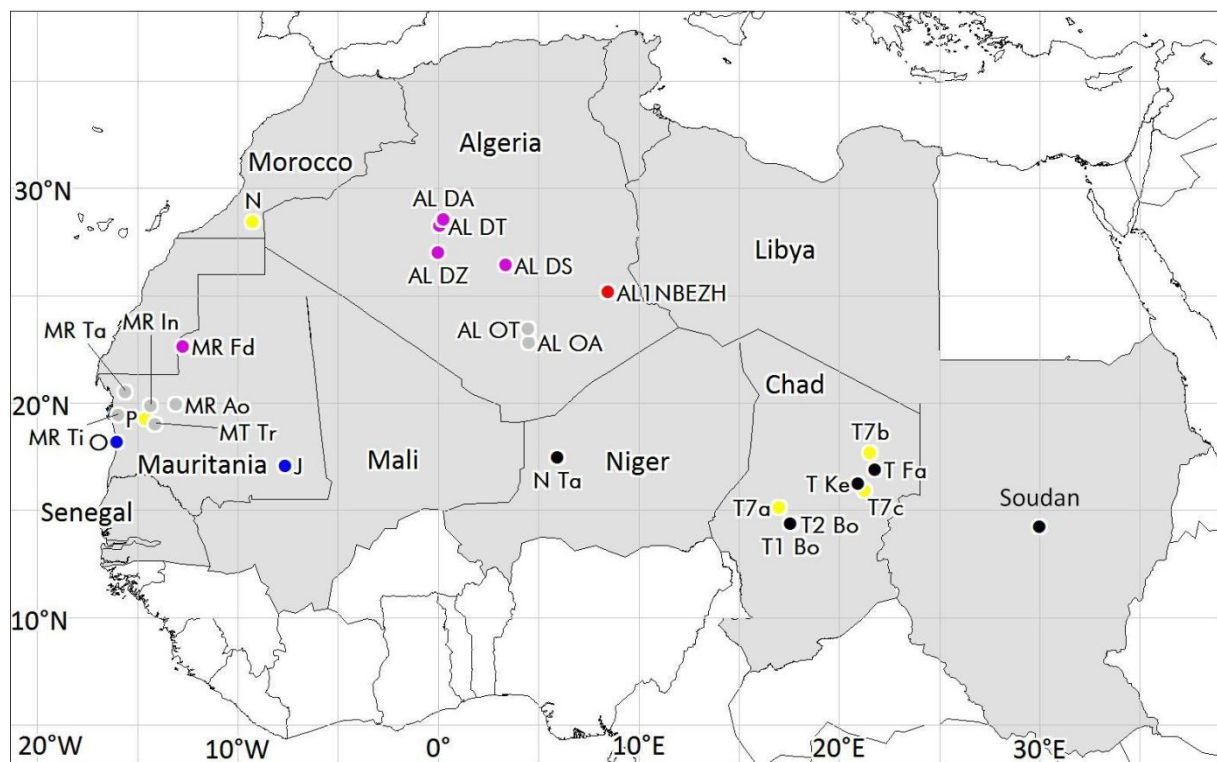 Algeria
Morocco
30°N
N
AL DA
AL DT
Libya
AL DZ
AL DS
AL1NBEZH
MR In
MR Ta
AL OT
AL OA
MR Fd
Chad
20°N
MR Ao
P
MR Ti
MT Tr
T7b
O
Mauritania
J
Mali
Niger
T Fa
N Ta
T Ke
T7c
Soudan
Senegal
T7a
T2 Bo
T1 Bo
10°N
20°W
10°W
0°
10°E
20°E
30°E